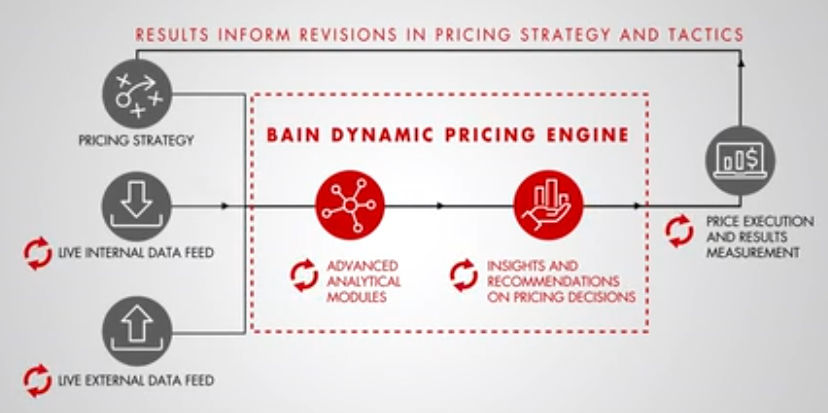 RESULTS INFORM REVISIONS IN PRICING STRATEGY AND TACTICS
PRICING STRATEGY
BAIN DYNAMIC PRICING ENGINE
LIVE INTERNAL DATA FEED
ADVANCED
ANALYTICAL
MODULES
INSIGHTS AND
RECOMMENDATIONS
ON PRICING DECISIONS
$
PRICE EXECUTION
AND RESULTS
MEASUREMENT
LIVE EXTERNAL DATA FEED